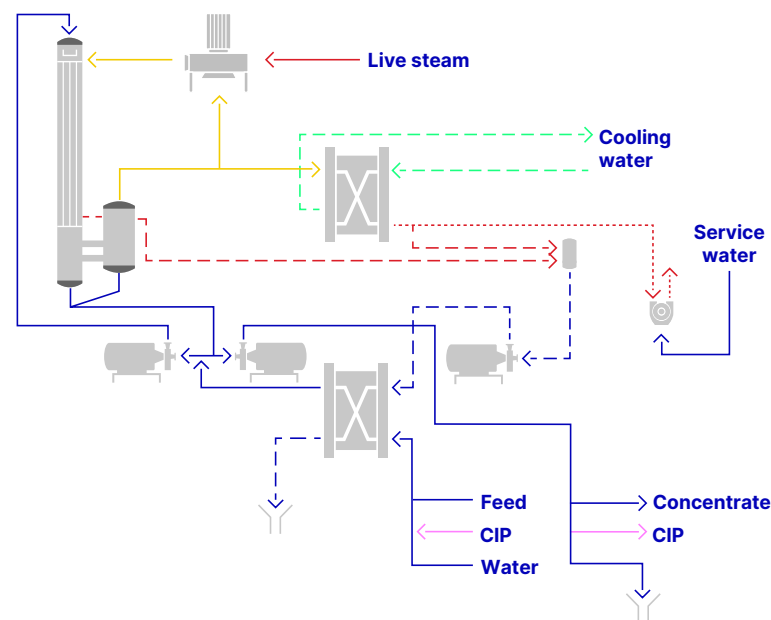 Live steam
Cooling
water
Service
water
Feed
CIP
Water
Concentrate
CIP